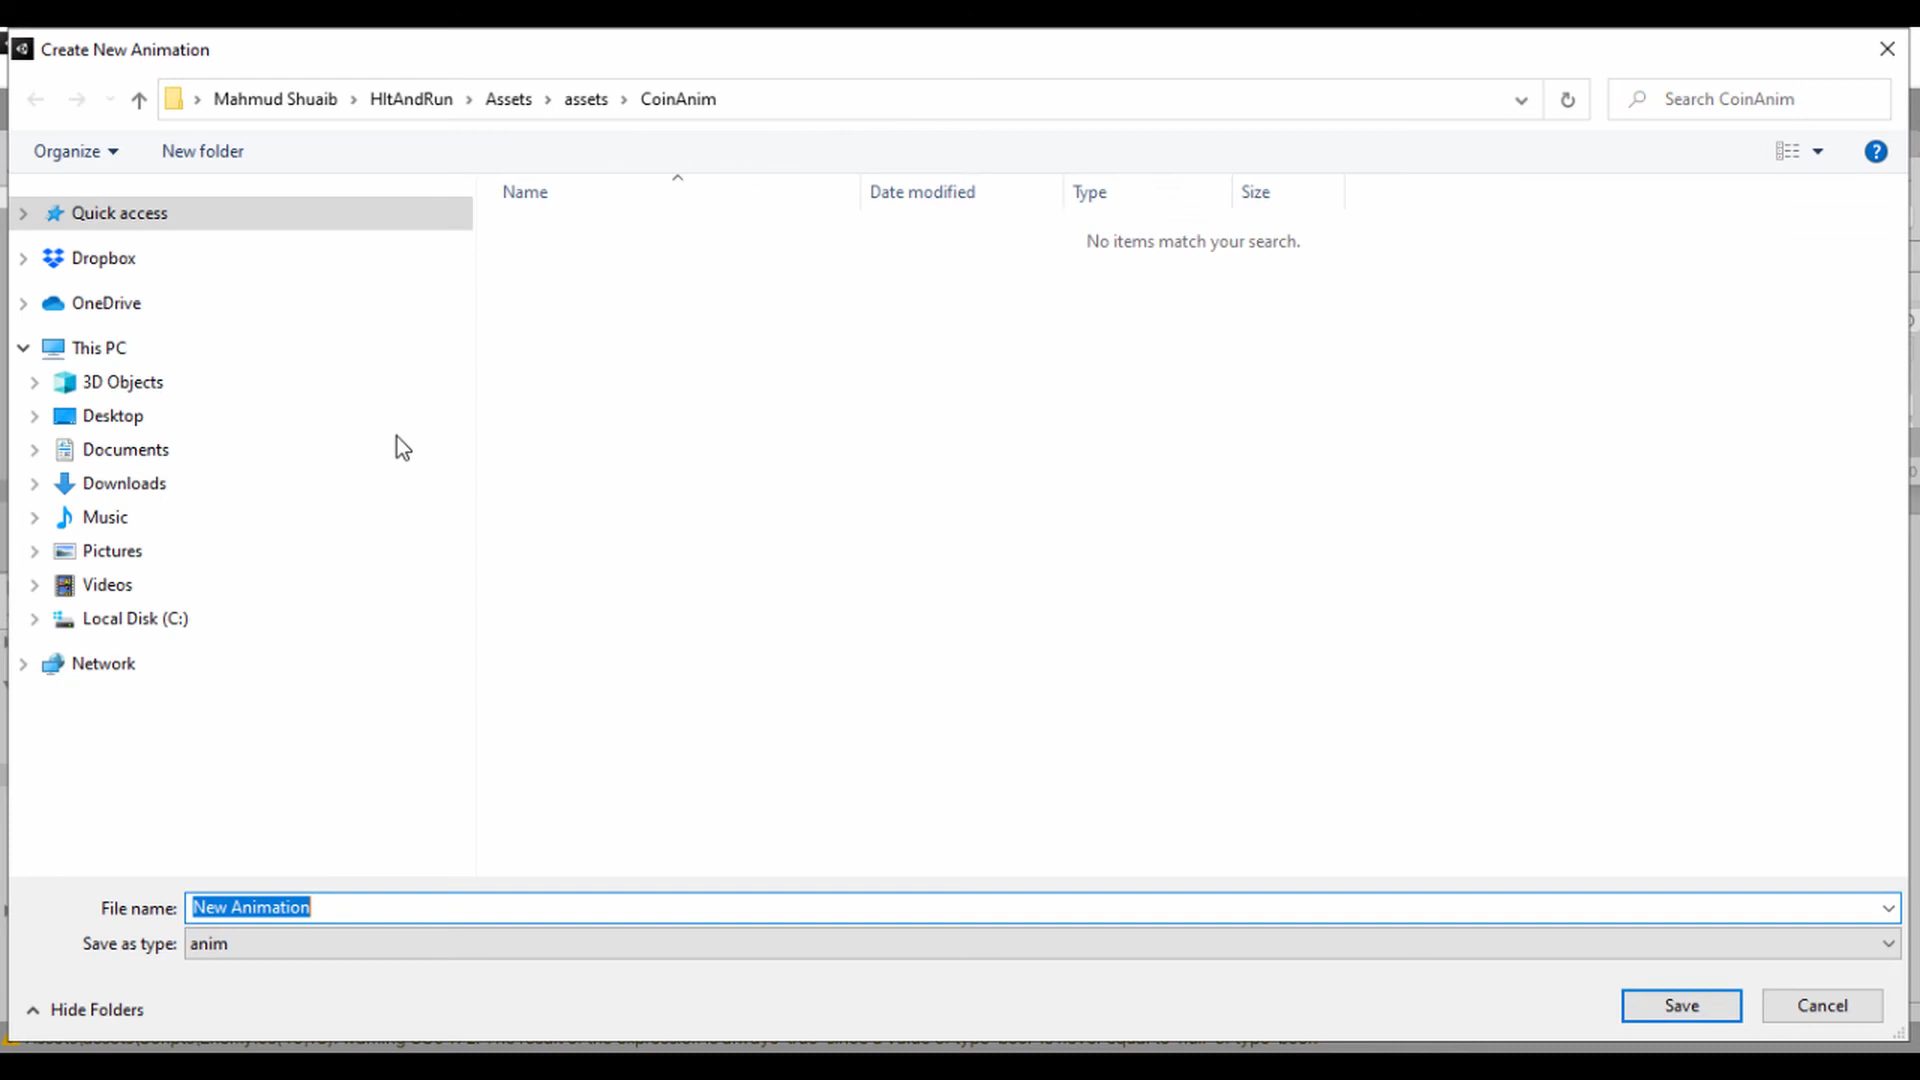 Create New Animation
Mahmud Shuaib › HItAndRun › Assets › assets › CoinAnim
Search CoinAnim
Organize
New folder
Name
Date modified
Type
Size
Quick access
No items match your search.
Dropbox
OneDrive
This PC
3D Objects
Desktop
Documents
Downloads
Music
Pictures
Videos
Local Disk (C:)
Network
File name: New Animation
Save as type: anim
Hide Folders
Save
Cancel